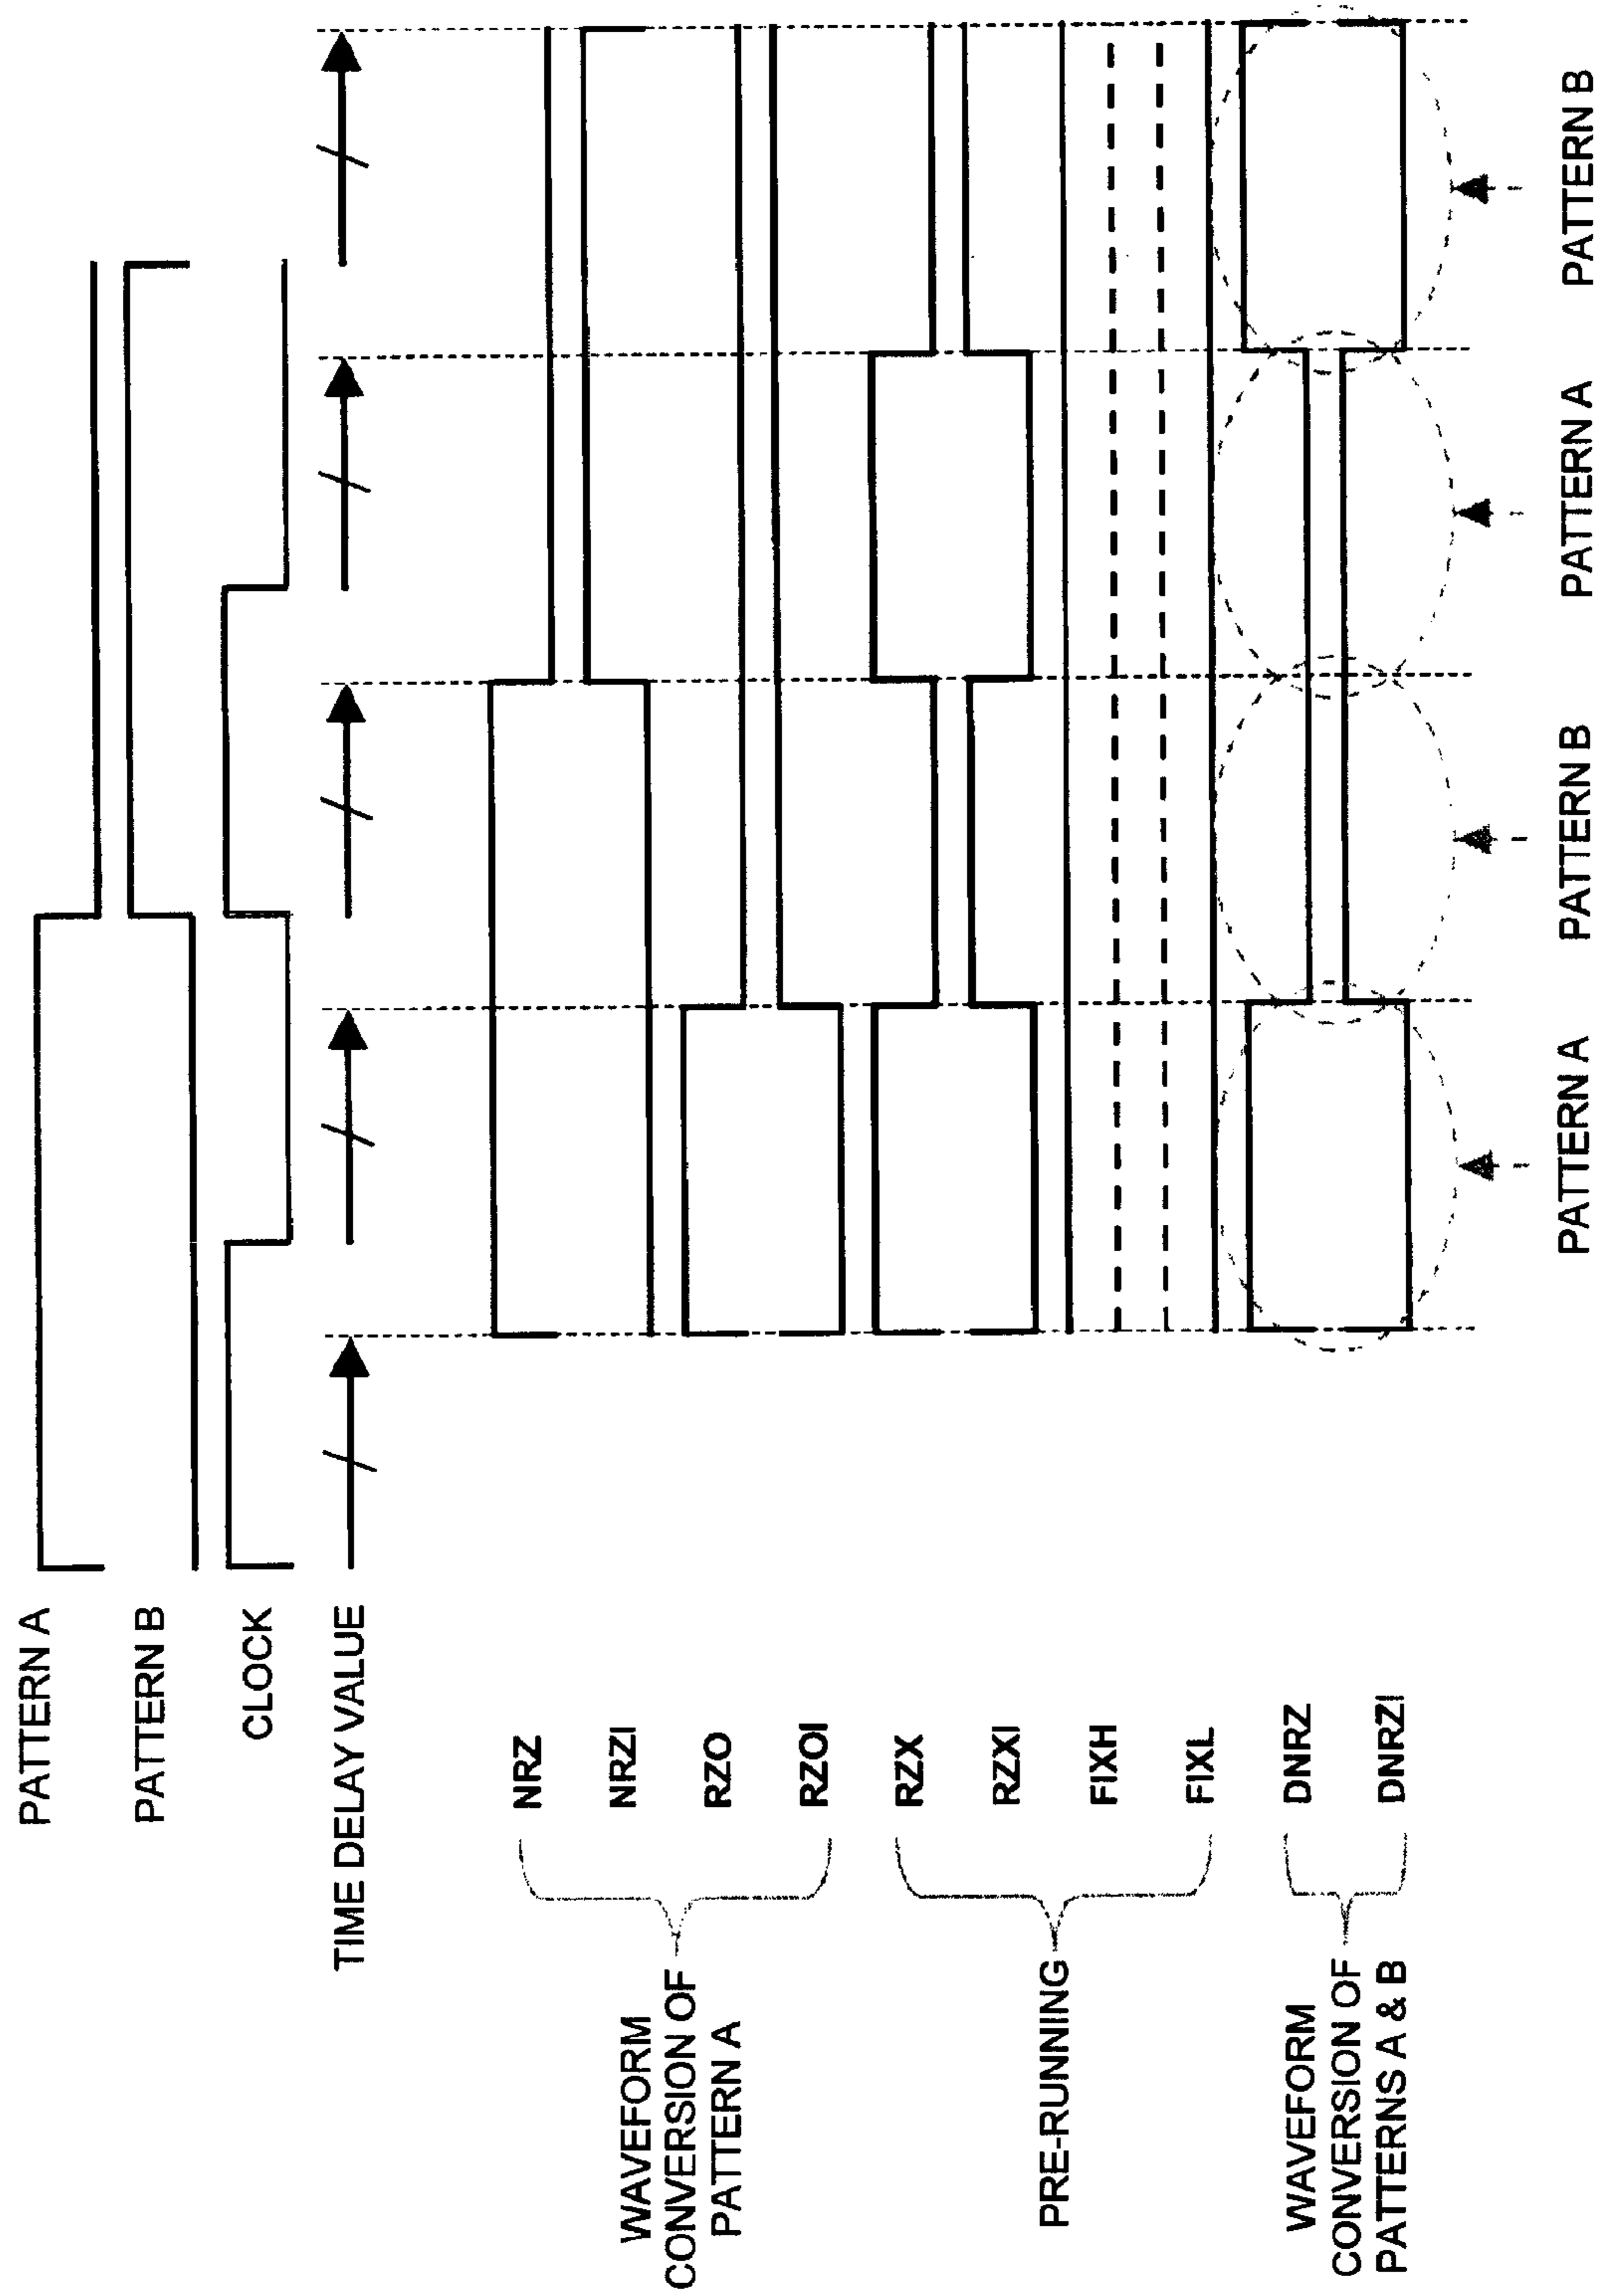 PATTERN A
PATTERN B
CLOCK
TIME DELAY VALUE
WAVEFORM
CONVERSION OF
PATTERN A
NRZ
NRZI
RZO
RZOI
PRE-RUNNING
RZX
RZXI
FIXH
FIXL
WAVEFORM
CONVERSION OF
PATTERNS A & B
DNRZ
DNRZI
PATTERN A
PATTERN B
PATTERN A
PATTERN B